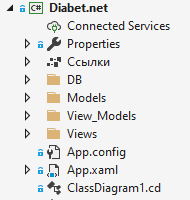 C# Diabet.net
Connected Services
Properties
Ссылки
DB
Models
View_Models
Views
App.config
App.xaml
ClassDiagram1.cd